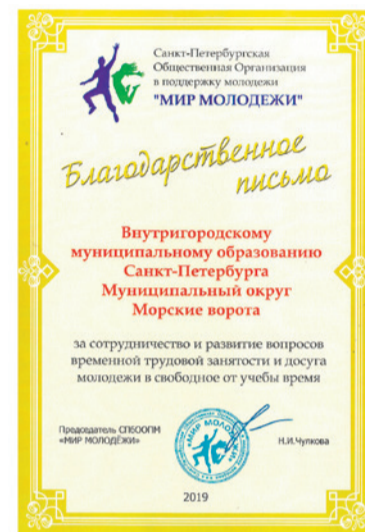 Санкт-Петербургская
Общественная Организация
в поддержку молодежи
"МИР МОЛОДЕЖИ"
Благодарственное
письмо
Внутригородскому
муниципальному образованию
Санкт-Петербурга
Муниципальный округ
Морские ворота
за сотрудничество и развитие вопросов
временной трудовой занятости и досуга
молодежи в свободное от учебы время
Председатель СПбООПМ
«МИР МОЛОДЁЖИ»
Н.И.Чулкова
«МИР МОЛОДЕЖИ»
2019